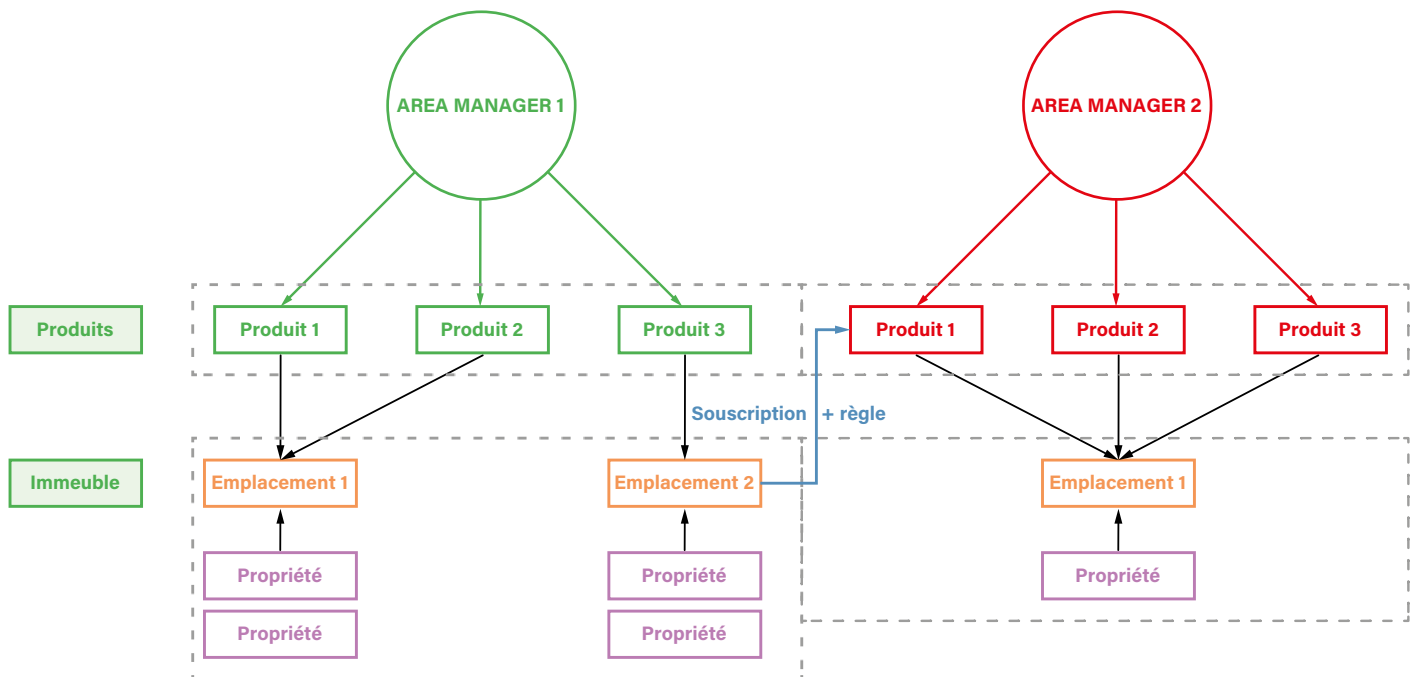 AREA MANAGER 1
AREA MANAGER 2
Produits
Produit 1
Produit 2
Produit 3
Produit 1
Produit 2
Produit 3
Souscription + règle
Immeuble
Emplacement 1
Emplacement 2
Emplacement 1
Propriété
Propriété
Propriété
Propriété
Propriété